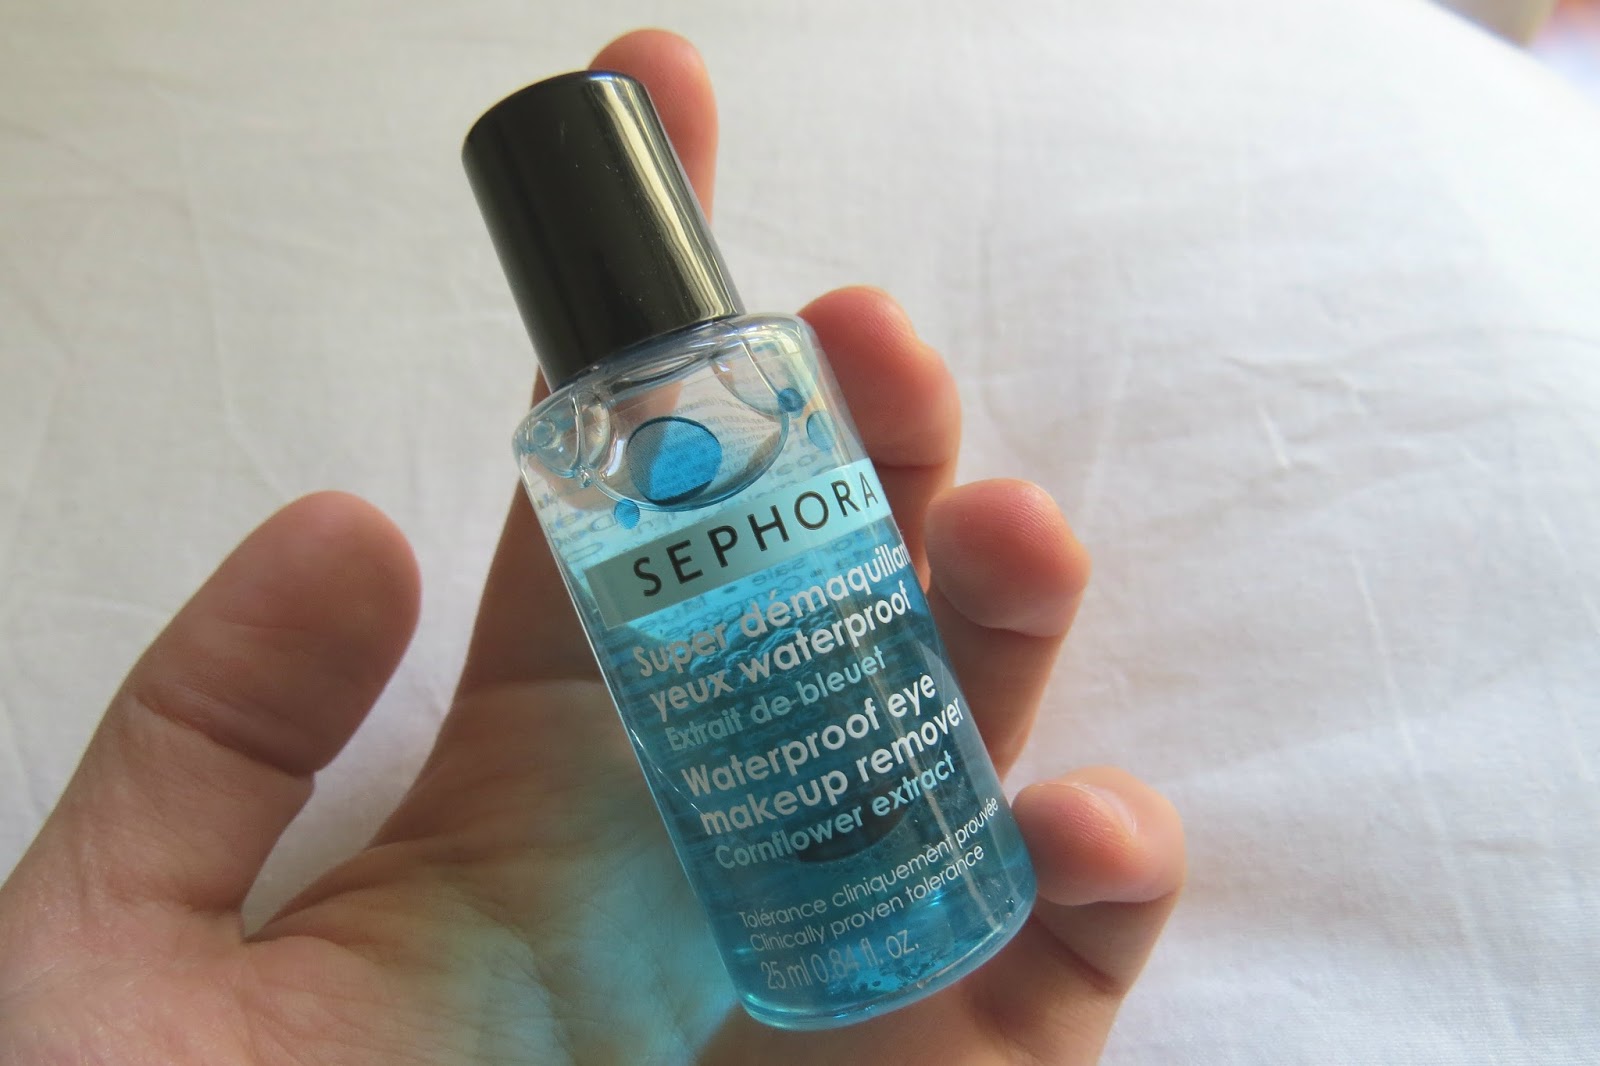 SEPHORA
Super démaquillant
yeux waterproof
Extrait de bleuet
Waterproof eye
makeup remover
Cornflower extract
Tolérance cliniquement prouvée
Clinically proven tolerance
25 ml 0.84 fl. oz.